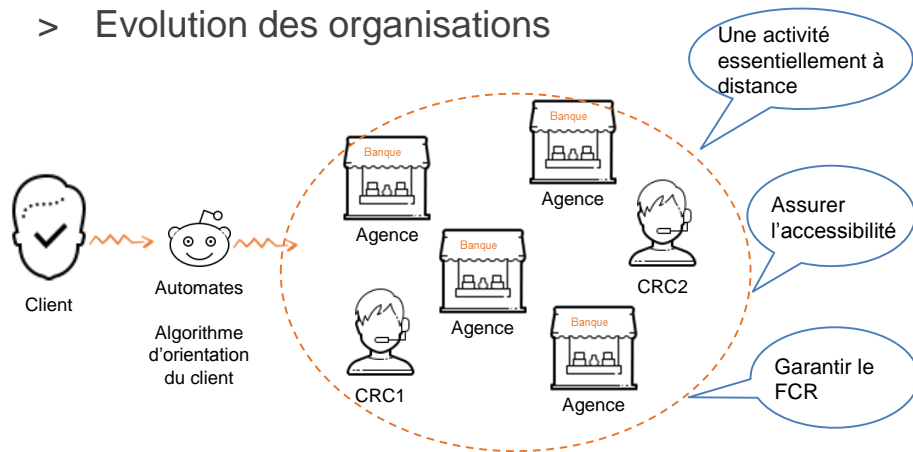 > Evolution des organisations
Une activité
essentiellement à
distance
Banque
Agence
Banque
Agence
Assurer
l'accessibilité
Client
Automates
Banque
Agence
CRC2
Algorithme
d'orientation
du client
CRC1
Banque
Agence
Garantir le
FCR